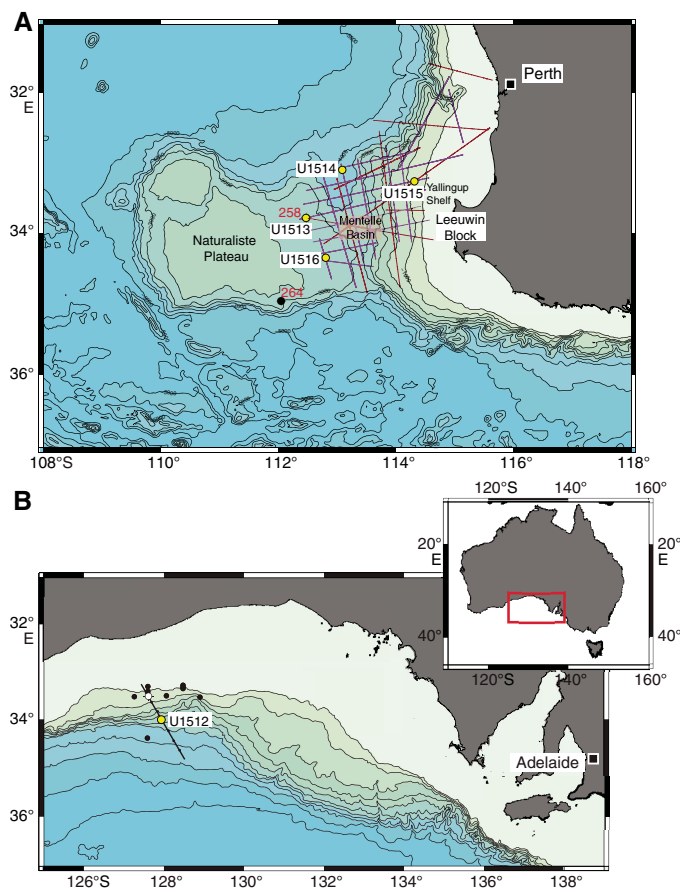 A
32°
E
Perth
U1514
U1515
Yallingup
Shelf
258
U1513
Mentelle
Basin
Leeuwin
Block
34°
Naturaliste
Plateau
U1516
264
36°
108°S
110°
112°
114°
116°
118°
B
120°S
140°
160°
20°
E
20°
E
40°
40°
120°S
140°
160°
32°
E
34°
U1512
Adelaide
36°
126°S
128°
130°
132°
134°
136°
138°